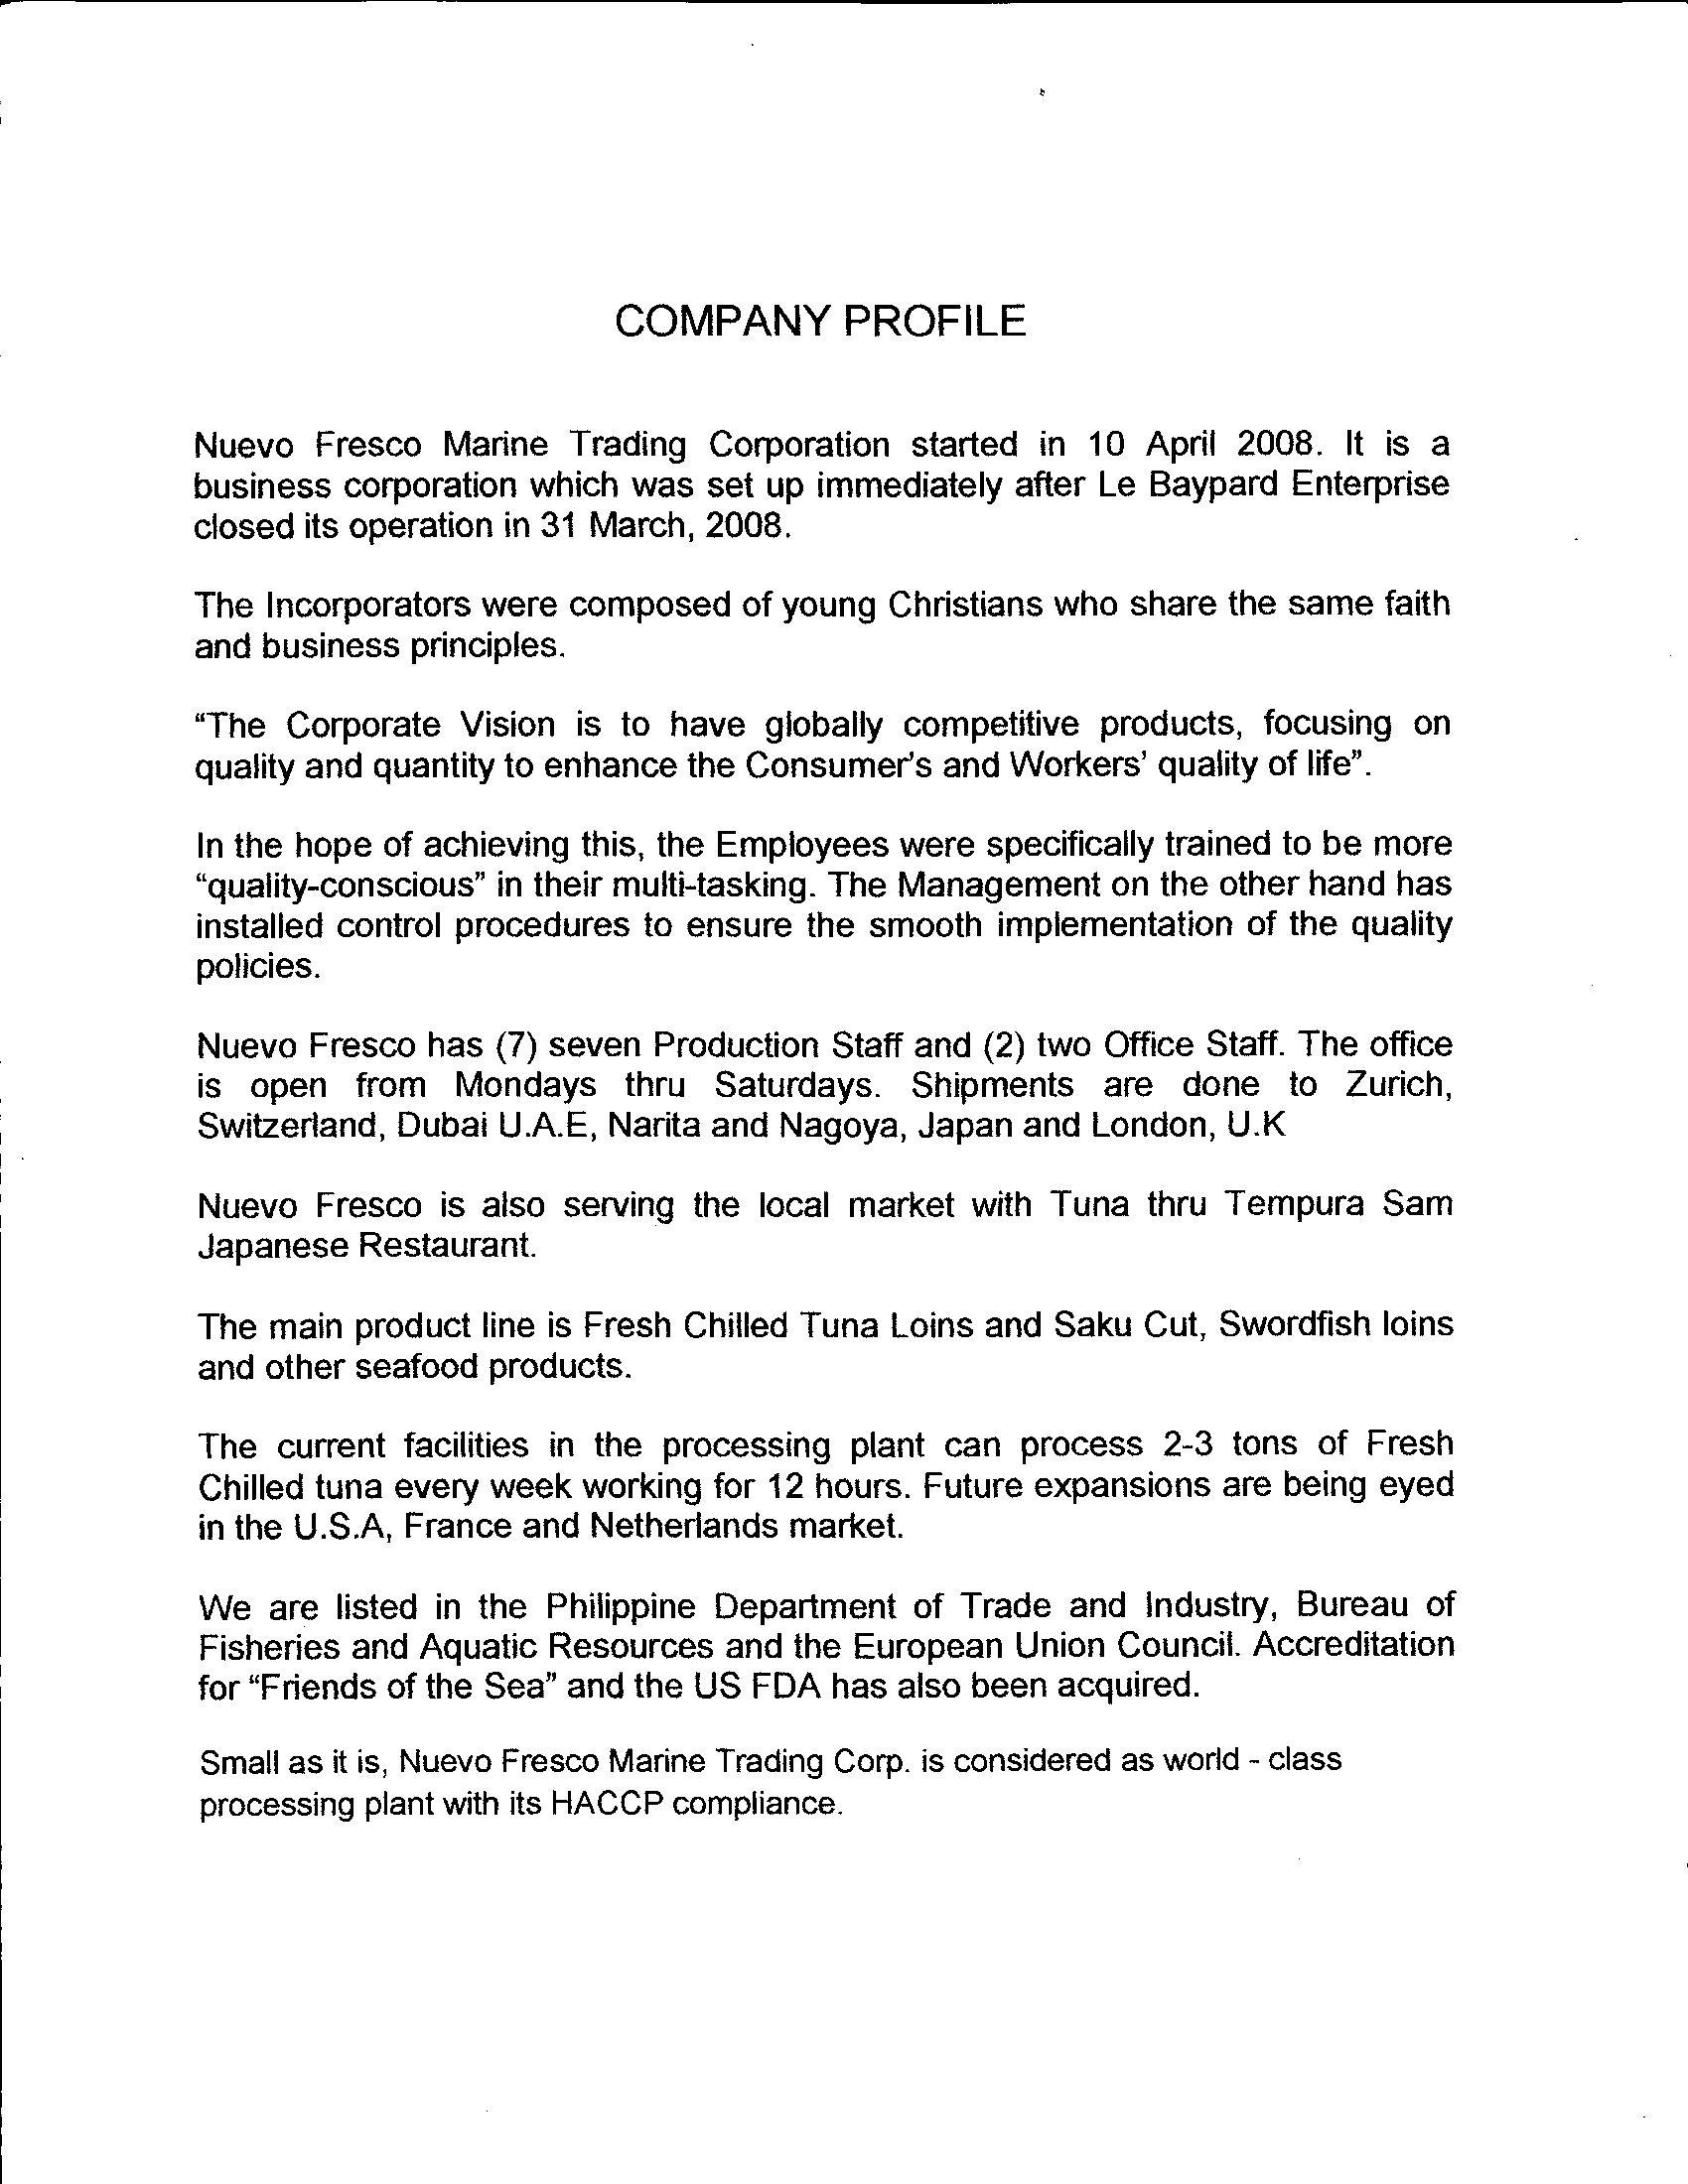 COMPANY PROFILE
Nuevo Fresco Marine Trading Corporation started in 10 April 2008. It is a
business corporation which was set up immediately after Le Baypard Enterprise
closed its operation in 31 March, 2008.
The Incorporators were composed of young Christians who share the same faith
and business principles.
“The Corporate Vision is to have globally competitive products, focusing on
quality and quantity to enhance the Consumer's and Workers' quality of life”.
In the hope of achieving this, the Employees were specifically trained to be more
“quality-conscious” in their multi-tasking. The Management on the other hand has
installed control procedures to ensure the smooth implementation of the quality
policies.
Nuevo Fresco has (7) seven Production Staff and (2) two Office Staff. The office
is open from Mondays thru Saturdays. Shipments are done to Zurich,
Switzerland, Dubai U.A.E, Narita and Nagoya, Japan and London, U.K
Nuevo Fresco is also serving the local market with Tuna thru Tempura Sam
Japanese Restaurant.
The main product line is Fresh Chilled Tuna Loins and Saku Cut, Swordfish loins
and other seafood products.
The current facilities in the processing plant can process 2-3 tons of Fresh
Chilled tuna every week working for 12 hours. Future expansions are being eyed
in the U.S.A, France and Netherlands market.
We are listed in the Philippine Department of Trade and Industry, Bureau of
Fisheries and Aquatic Resources and the European Union Council. Accreditation
for “Friends of the Sea” and the US FDA has also been acquired.
Small as it is, Nuevo Fresco Marine Trading Corp. is considered as world - class
processing plant with its HACCP compliance.